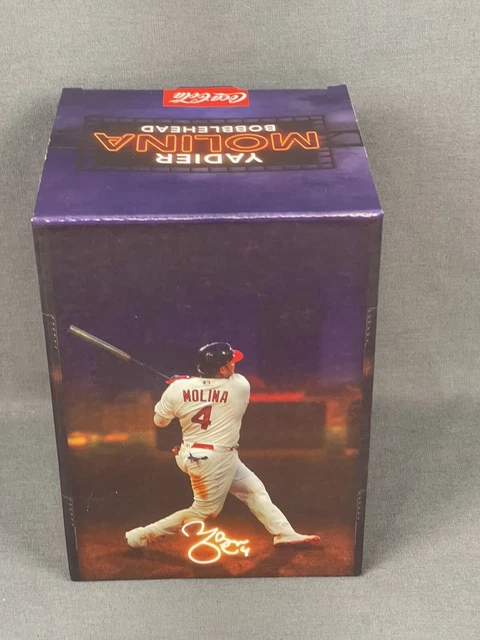 Coca-Cola
YADIER
MOLINA
BOBBLEHEAD
MOLINA
4